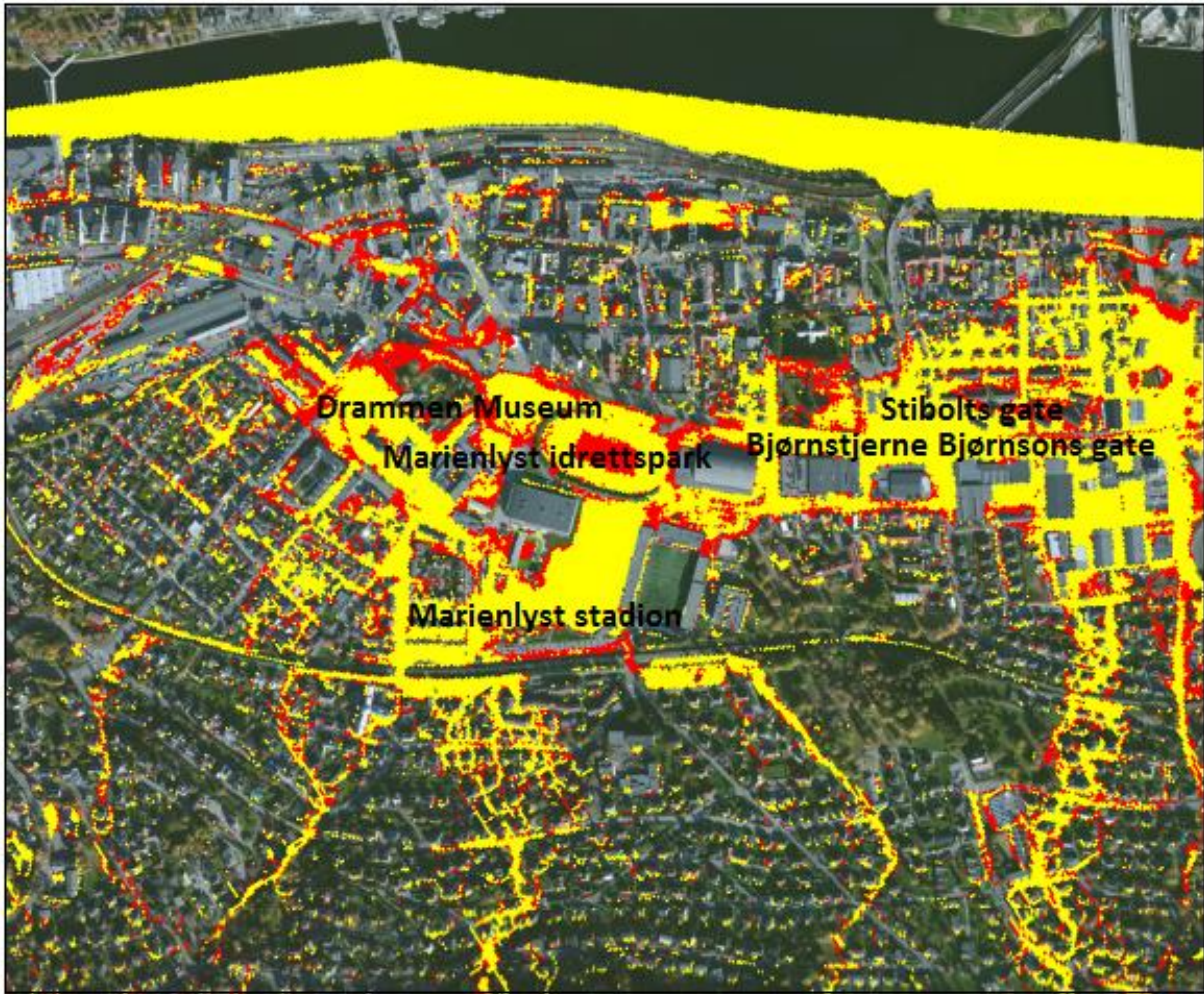 Drammen Museum
Stibolts gate
Marienlyst idrettspark
Bjørnstjerne Bjørnsons gate
Marienlyst stadion